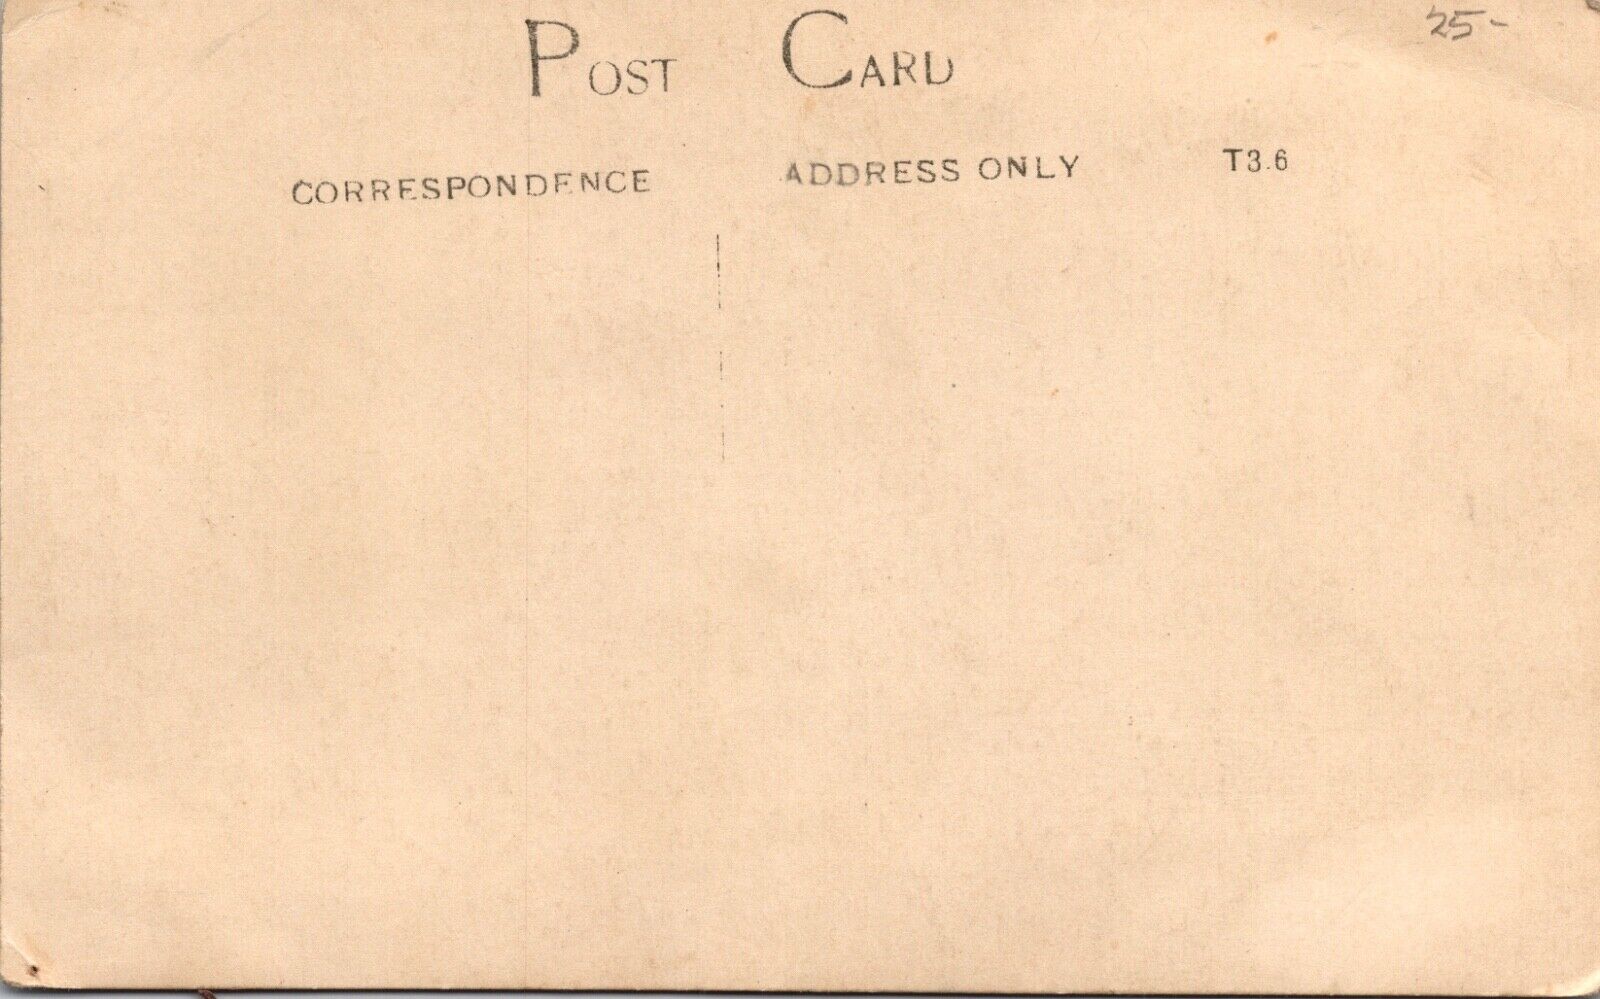 25-
POST CARD
CORRESPONDENCE ADDRESS ONLY T3.6